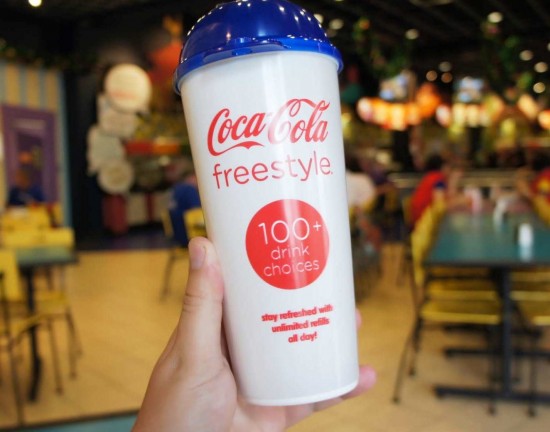 Coca-Cola
freestyle
100+
drink
choices
stay refreshed with
unlimited refills
all day!